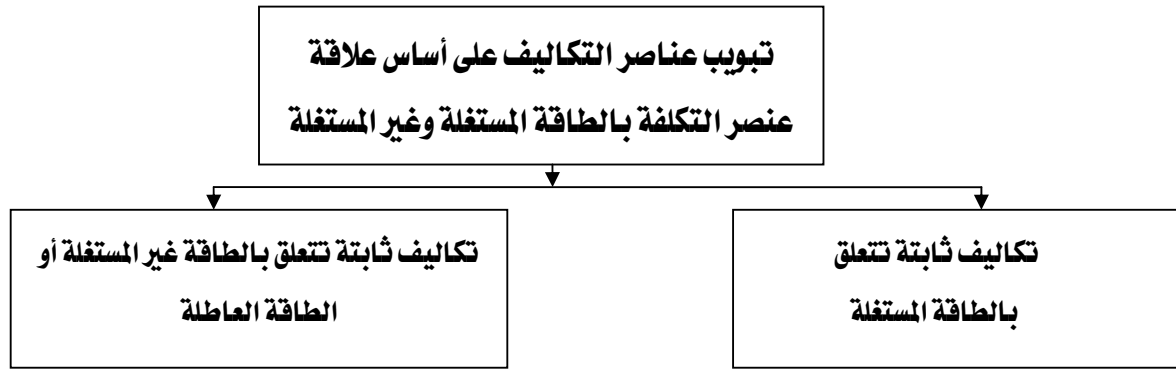 تبويب عناصر التكاليف على أساس علاقة
عنصر التكلفة بالطاقة المستغلة وغير المستغلة
تكاليف ثابتة تتعلق
بالطاقة المستغلة
تكاليف ثابتة تتعلق بالطاقة غير المستغلة أو
الطاقة العاطلة